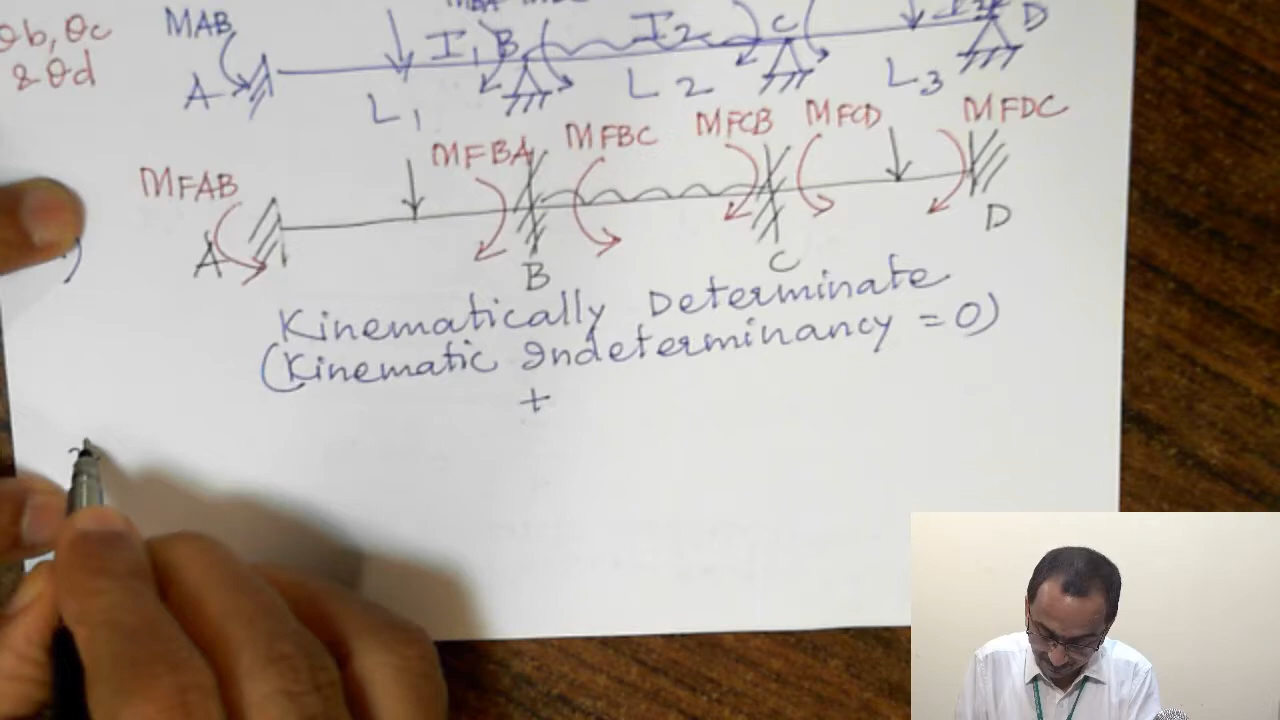 θb, θc
& θd
MAB
A
I1
B
I2
C
D
L1
L2
L3
MFAB
MFBA
MFBC
MFCB
MFCD
MFDC
A
B
C
D
Kinematically Determinate
(Kinematic Indeterminancy = 0)
+